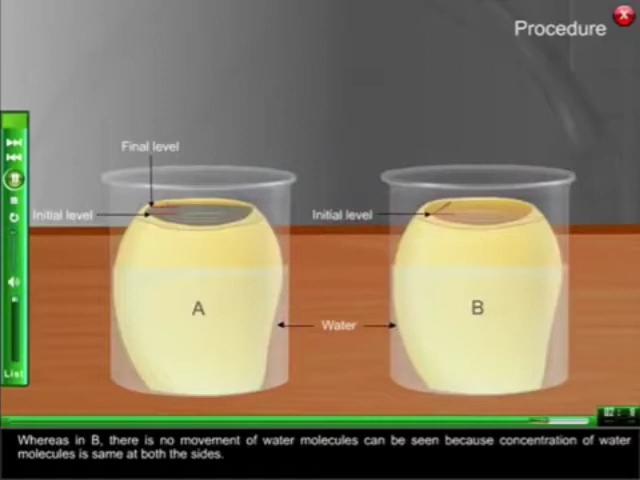 Procedure
Final level
Initial level
Initial level
A
B
Water
List
Whereas in B, there is no movement of water molecules can be seen because concentration of water
molecules is same at both the sides.